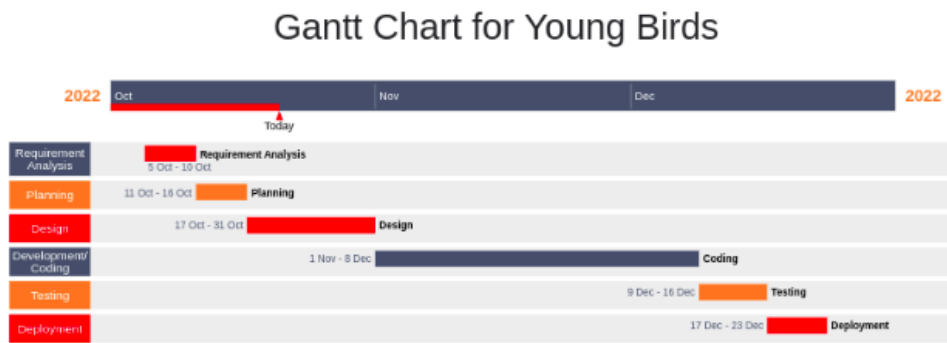 Gantt Chart for Young Birds
2022 Oct Nov Dec 2022
Today
Requirement
Analysis
Requirement Analysis
5 Oct - 10 Oct
Planning 11 Oct - 16 Oct Planning
Design 17 Oct - 31 Oct Design
Development/
Coding
1 Nov - 8 Dec Coding
Testing 9 Dec - 16 Dec Testing
Deployment 17 Dec - 23 Dec Deployment